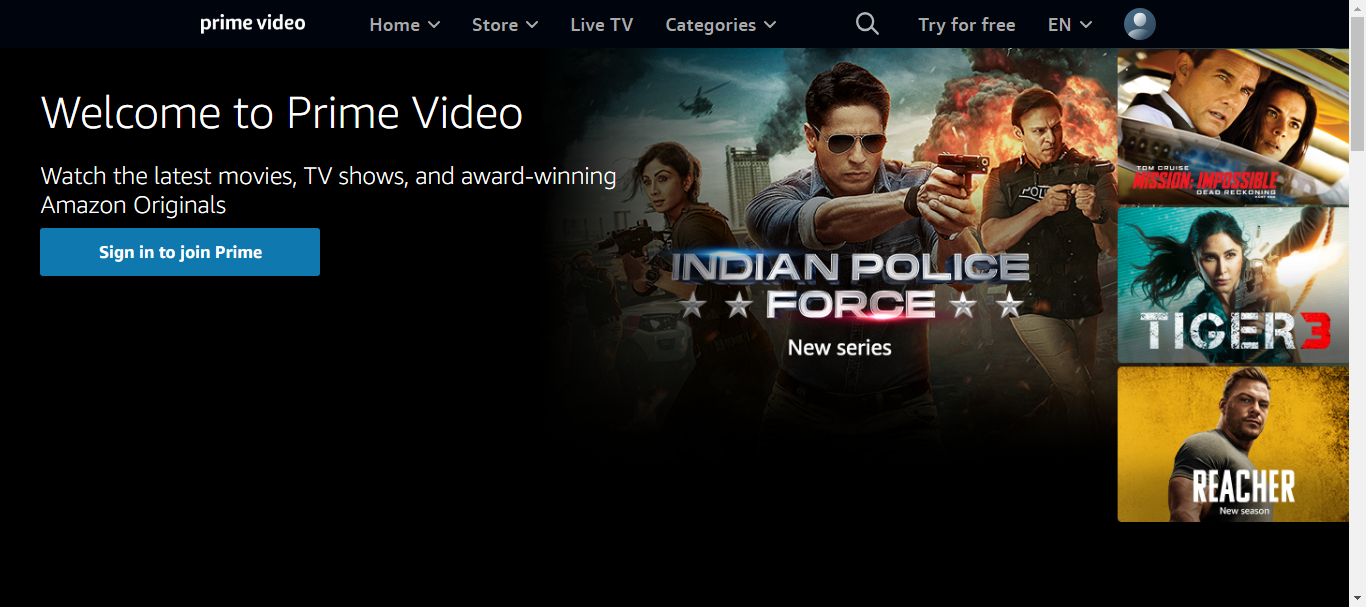 prime video
Home
Store
Live TV
Categories
Try for free
EN
Welcome to Prime Video
Watch the latest movies, TV shows, and award-winning
Amazon Originals
Sign in to join Prime
INDIAN POLICE
FORCE
New series
TOM CRUISE
MISSION: IMPOSSIBLE
DEAD RECKONING
TIGER 3
REACHER
New season